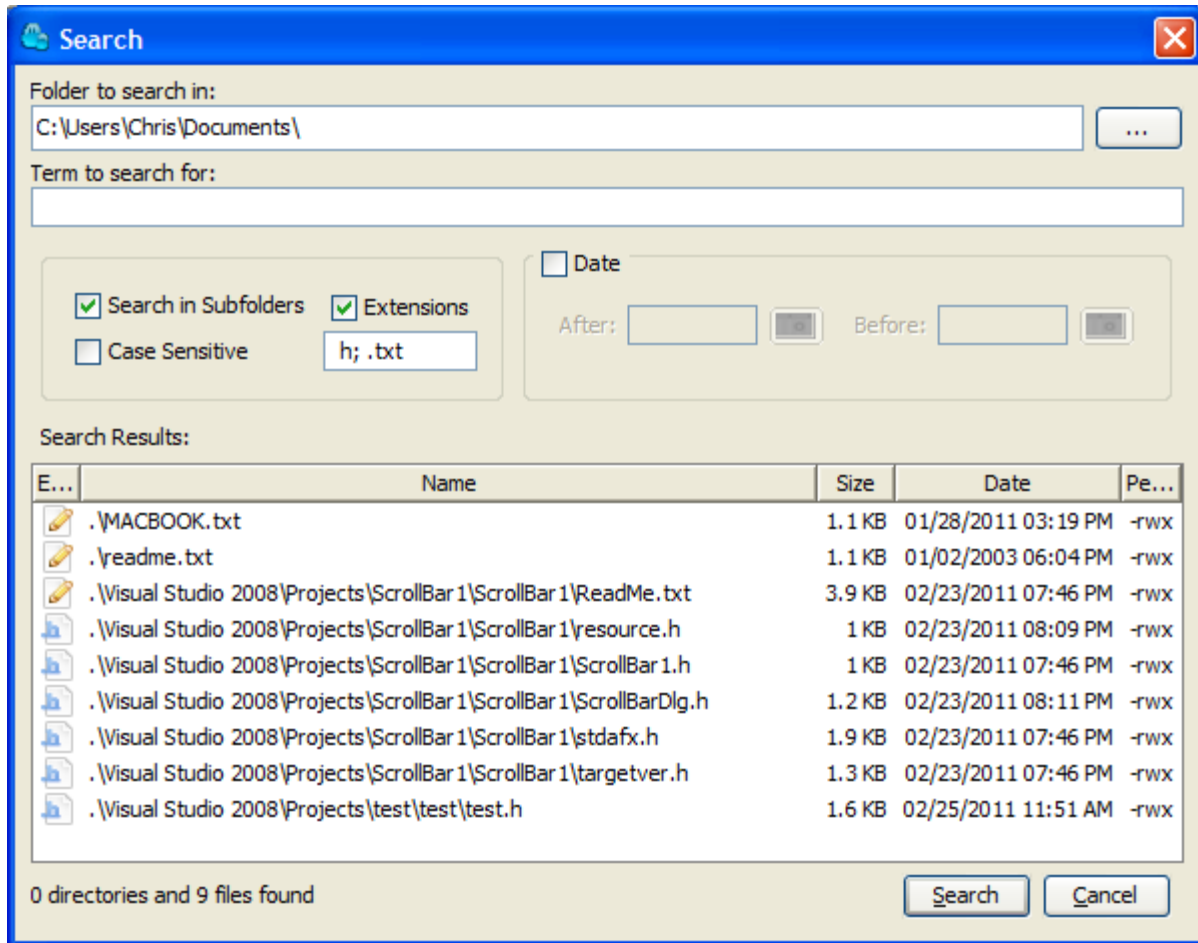 Search
Folder to search in:
C:\Users\Chris\Documents\
...
Term to search for:
Date
Search in Subfolders Extensions
After: Before:
Case Sensitive h; .txt
Search Results:
E... Name Size Date Pe...
.\MACBOOK.txt 1.1 KB 01/28/2011 03:19 PM -rwx
.\readme.txt 1.1 KB 01/02/2003 06:04 PM -rwx
.\Visual Studio 2008\Projects\ScrollBar1\ScrollBar1\ReadMe.txt 3.9 KB 02/23/2011 07:46 PM -rwx
.\Visual Studio 2008\Projects\ScrollBar1\ScrollBar1\resource.h 1 KB 02/23/2011 08:09 PM -rwx
.\Visual Studio 2008\Projects\ScrollBar1\ScrollBar1\ScrollBar1.h 1 KB 02/23/2011 07:46 PM -rwx
.\Visual Studio 2008\Projects\ScrollBar1\ScrollBar1\ScrollBarDlg.h 1.2 KB 02/23/2011 08:11 PM -rwx
.\Visual Studio 2008\Projects\ScrollBar1\ScrollBar1\stdafx.h 1.9 KB 02/23/2011 07:46 PM -rwx
.\Visual Studio 2008\Projects\ScrollBar1\ScrollBar1\targetver.h 1.3 KB 02/23/2011 07:46 PM -rwx
.\Visual Studio 2008\Projects\test\test\test.h 1.6 KB 02/25/2011 11:51 AM -rwx
0 directories and 9 files found
Search Cancel